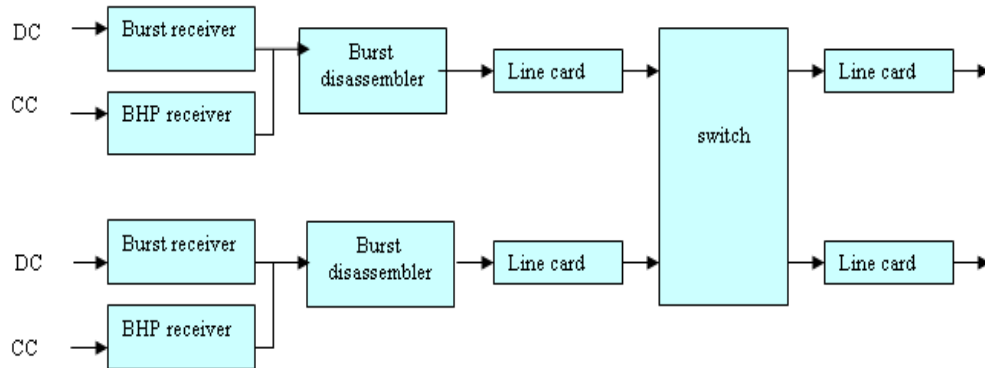 DC
Burst receiver
Burst
disassembler
Line card
Line card
CC
BHP receiver
switch
DC
Burst receiver
Burst
disassembler
Line card
Line card
CC
BHP receiver